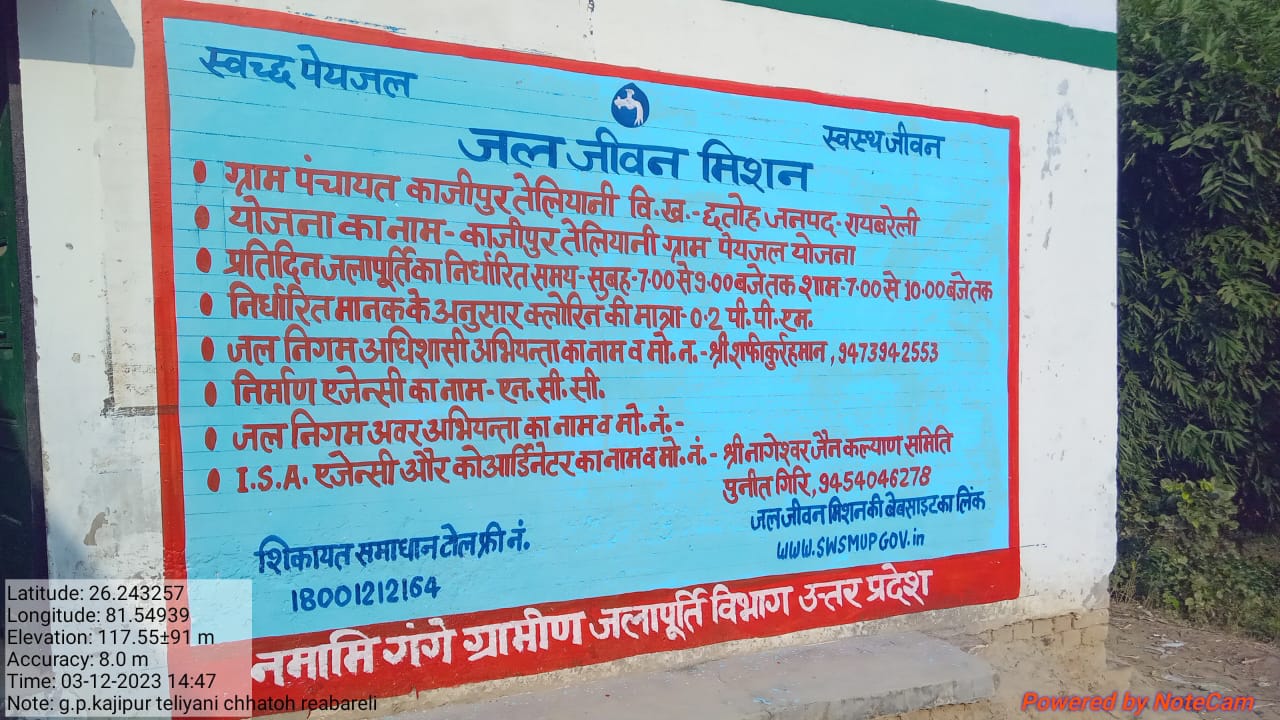 स्वच्छ पेयजल
स्वस्थ जीवन
जल जीवन मिशन
• ग्राम पंचायत काजीपुर तेलियानी वि.ख.-छतोह जनपद-रायबरेली
• योजना का नाम- काजीपुर तेलियानी ग्राम पेयजल योजना
• प्रतिदिन जलापूर्ति का निर्धारित समय- सुबह-7.00 से 9.00 बजे तक शाम-7.00 से 10.00 बजे तक
• निर्धारित मानक के अनुसार क्लोरिन की मात्रा- 0.2 पी.पी.एम.
• जल निगम अधिशासी अभियन्ता का नाम व मो.न.- श्री शफीकुर्रहमान, 9473942553
• निर्माण एजेन्सी का नाम- एन.सी.सी.
• जल निगम अवर अभियन्ता का नाम व मो.नं.-
• I.S.A. एजेन्सी और कोआर्डिनेटर का नाम व मो.नं.- श्री नागेश्वर जैन कल्याण समिति
पुनीत गिरि, 9454046278
जल जीवन मिशन की बेबसाइट का लिंक
www.SWSMUPGOV.in
शिकायत समाधान टोल फ्री नं.
18001212164
नमामि गंगे ग्रामीण जलापूर्ति विभाग उत्तर प्रदेश
Latitude: 26.243257
Longitude: 81.54939
Elevation: 117.55±91 m
Accuracy: 8.0 m
Time: 03-12-2023 14:47
Note: g.p.kajipur teliyani chhatoh reabareli
Powered by NoteCam